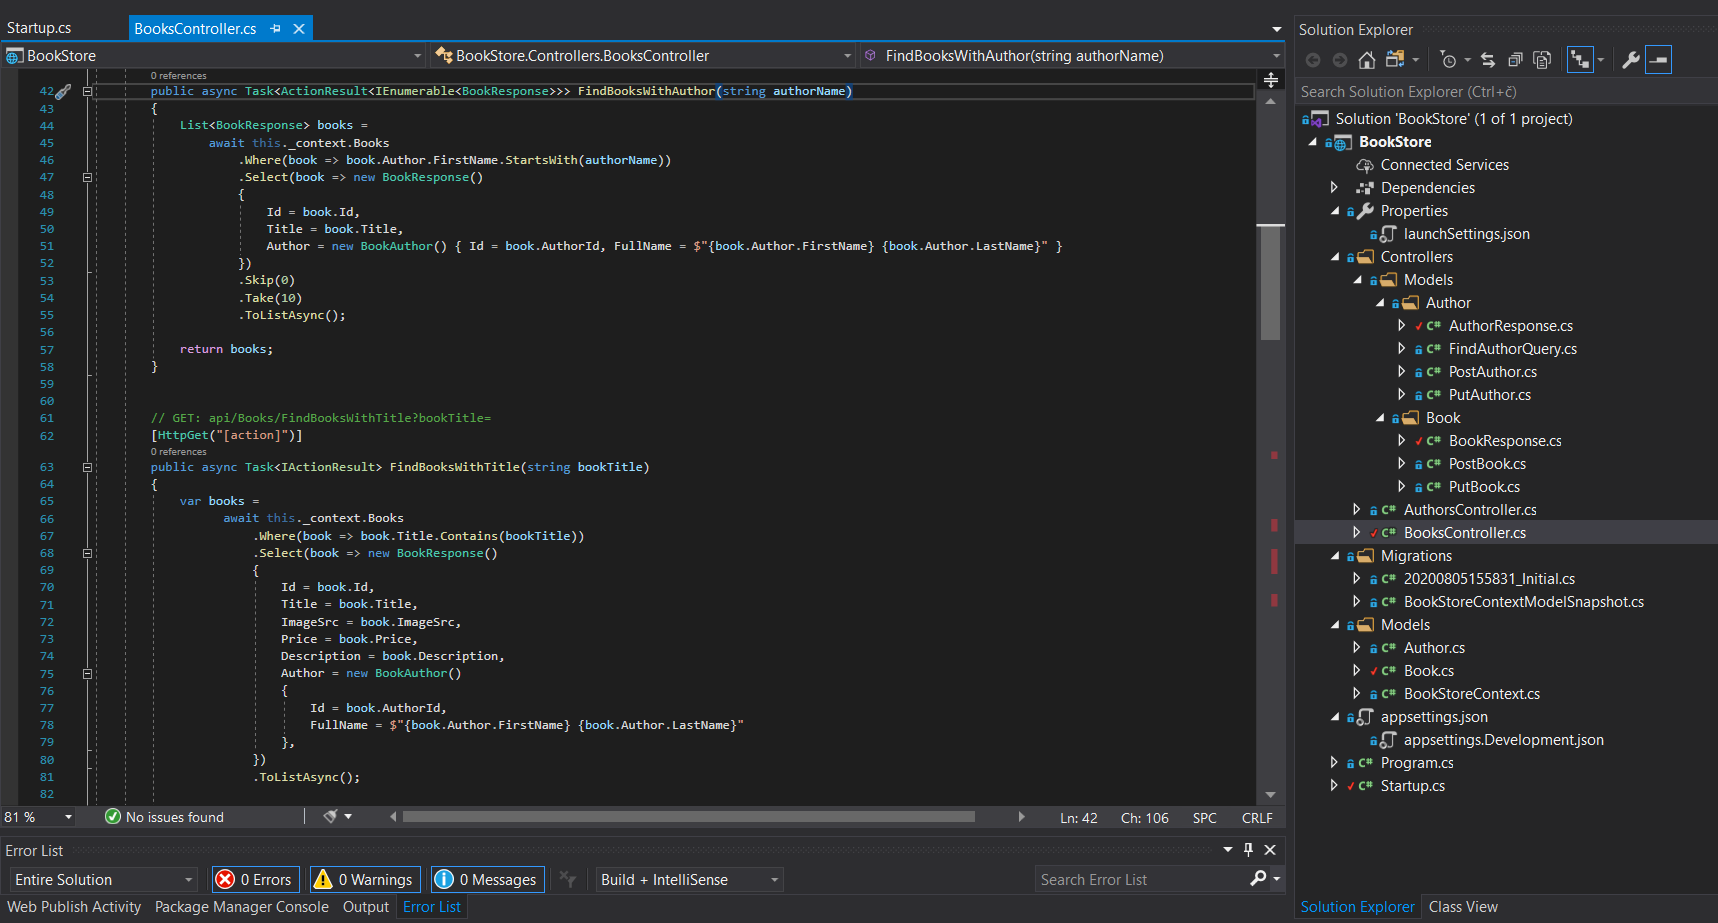 Startup.cs
BooksController.cs
BookStore
BookStore.Controllers.BooksController
FindBooksWithAuthor(string authorName)
0 references
42 public async Task<ActionResult<IEnumerable<BookResponse>>> FindBooksWithAuthor(string authorName)
43 {
44 List<BookResponse> books =
45 await this._context.Books
46 .Where(book => book.Author.FirstName.StartsWith(authorName))
47 .Select(book => new BookResponse()
48 {
49 Id = book.Id,
50 Title = book.Title,
51 Author = new BookAuthor() { Id = book.AuthorId, FullName = $"{book.Author.FirstName} {book.Author.LastName}" }
52 })
53 .Skip(0)
54 .Take(10)
55 .ToListAsync();
56
57 return books;
58 }
59
60
61 // GET: api/Books/FindBooksWithTitle?bookTitle=
62 [HttpGet("[action]")]
0 references
63 public async Task<IActionResult> FindBooksWithTitle(string bookTitle)
64 {
65 var books =
66 await this._context.Books
67 .Where(book => book.Title.Contains(bookTitle))
68 .Select(book => new BookResponse()
69 {
70 Id = book.Id,
71 Title = book.Title,
72 ImageSrc = book.ImageSrc,
73 Price = book.Price,
74 Description = book.Description,
75 Author = new BookAuthor()
76 {
77 Id = book.AuthorId,
78 FullName = $"{book.Author.FirstName} {book.Author.LastName}"
79 },
80 })
81 .ToListAsync();
82
81 %
No issues found
Ln: 42 Ch: 106 SPC CRLF
Error List
Entire Solution
0 Errors
0 Warnings
0 Messages
Build + IntelliSense
Search Error List
Web Publish Activity
Package Manager Console
Output
Error List
Solution Explorer
Search Solution Explorer (Ctrl+č)
Solution 'BookStore' (1 of 1 project)
BookStore
Connected Services
Dependencies
Properties
launchSettings.json
Controllers
Models
Author
C# AuthorResponse.cs
C# FindAuthorQuery.cs
C# PostAuthor.cs
C# PutAuthor.cs
Book
C# BookResponse.cs
C# PostBook.cs
C# PutBook.cs
C# AuthorsController.cs
C# BooksController.cs
Migrations
C# 20200805155831_Initial.cs
C# BookStoreContextModelSnapshot.cs
Models
C# Author.cs
C# Book.cs
C# BookStoreContext.cs
appsettings.json
appsettings.Development.json
C# Program.cs
C# Startup.cs
Solution Explorer
Class View